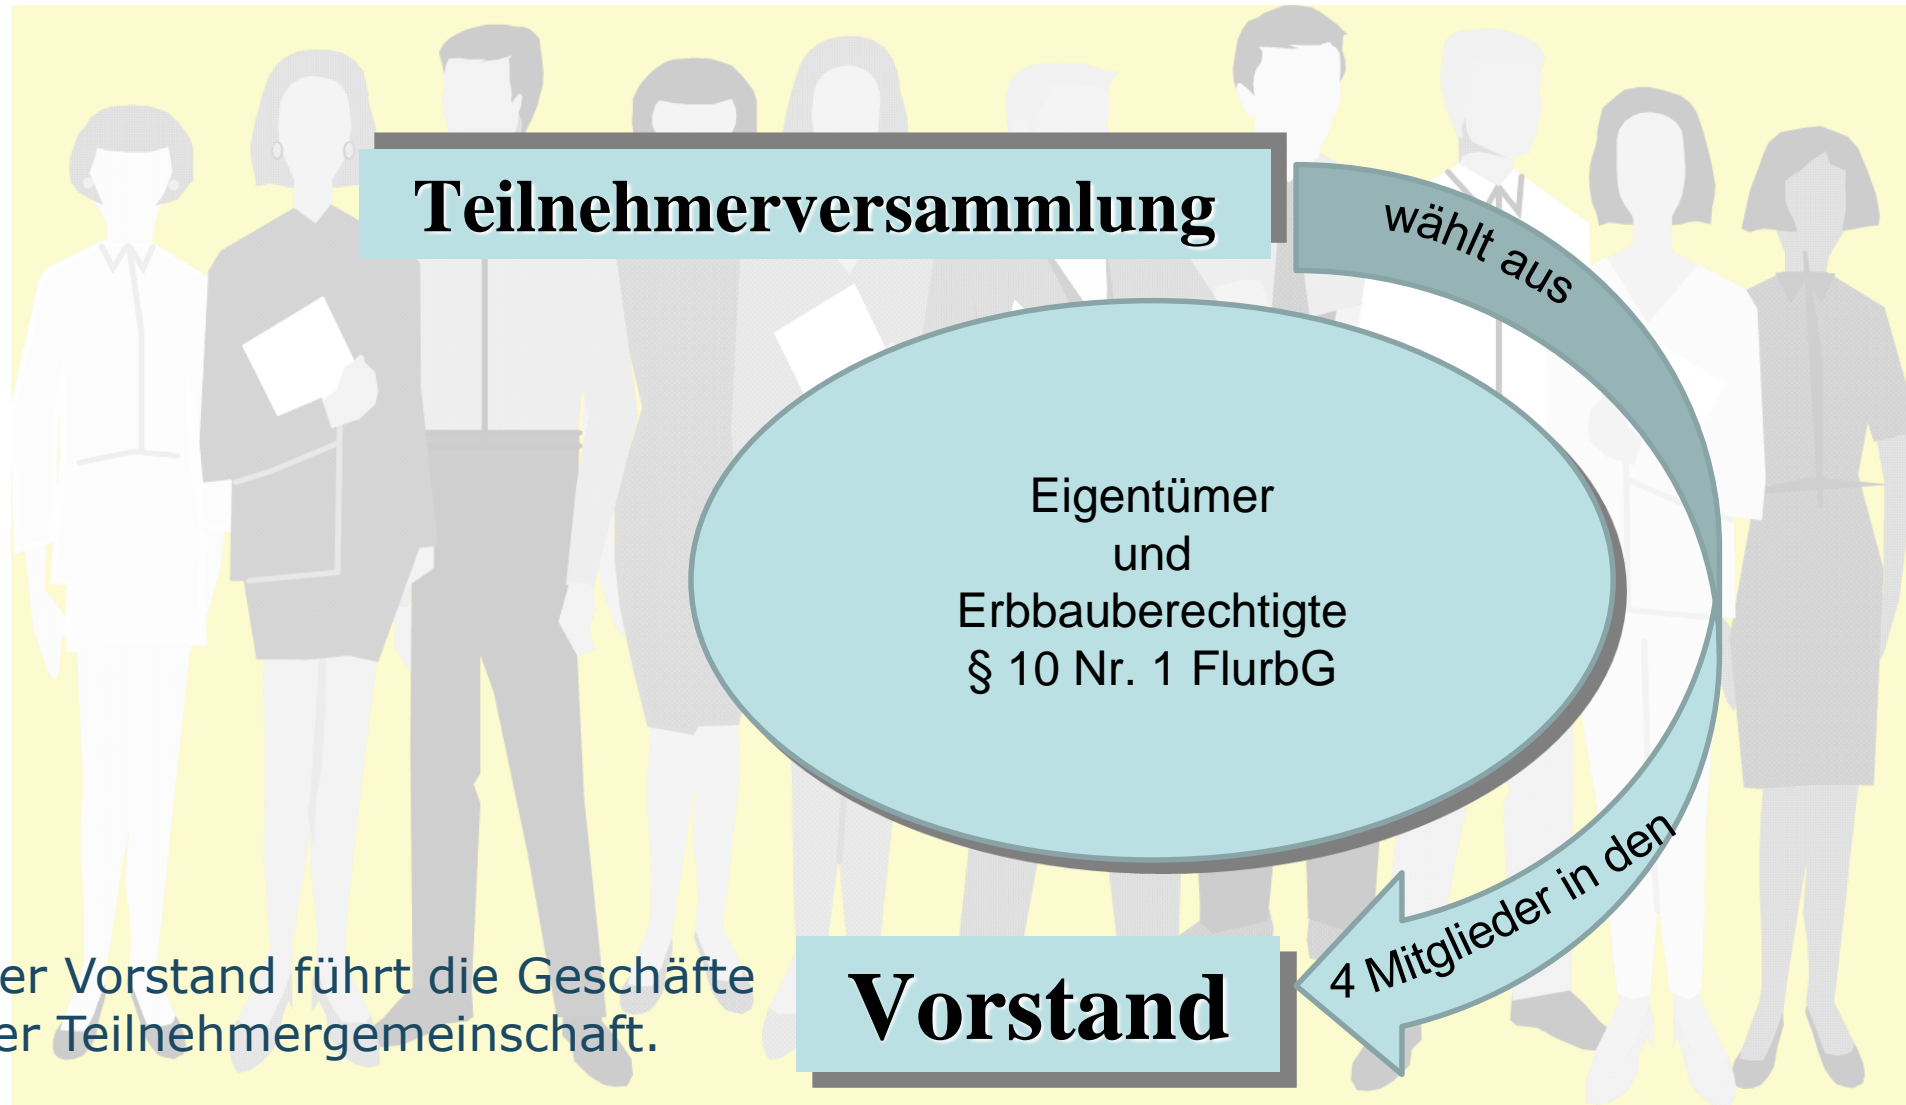 Teilnehmerversammlung
wählt aus
Eigentümer
und
Erbbauberechtigte
§ 10 Nr. 1 FlurbG
4 Mitglieder in den
Vorstand
er Vorstand führt die Geschäfte
er Teilnehmergemeinschaft.